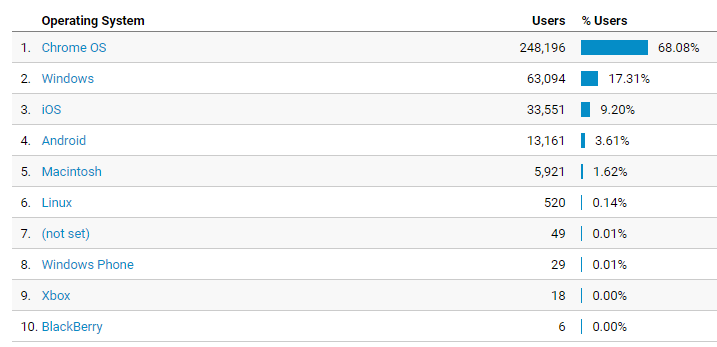 Operating System Users % Users
1. Chrome OS 248,196 68.08%
2. Windows 63,094 17.31%
3. iOS 33,551 9.20%
4. Android 13,161 3.61%
5. Macintosh 5,921 1.62%
6. Linux 520 0.14%
7. (not set) 49 0.01%
8. Windows Phone 29 0.01%
9. Xbox 18 0.00%
10. BlackBerry 6 0.00%